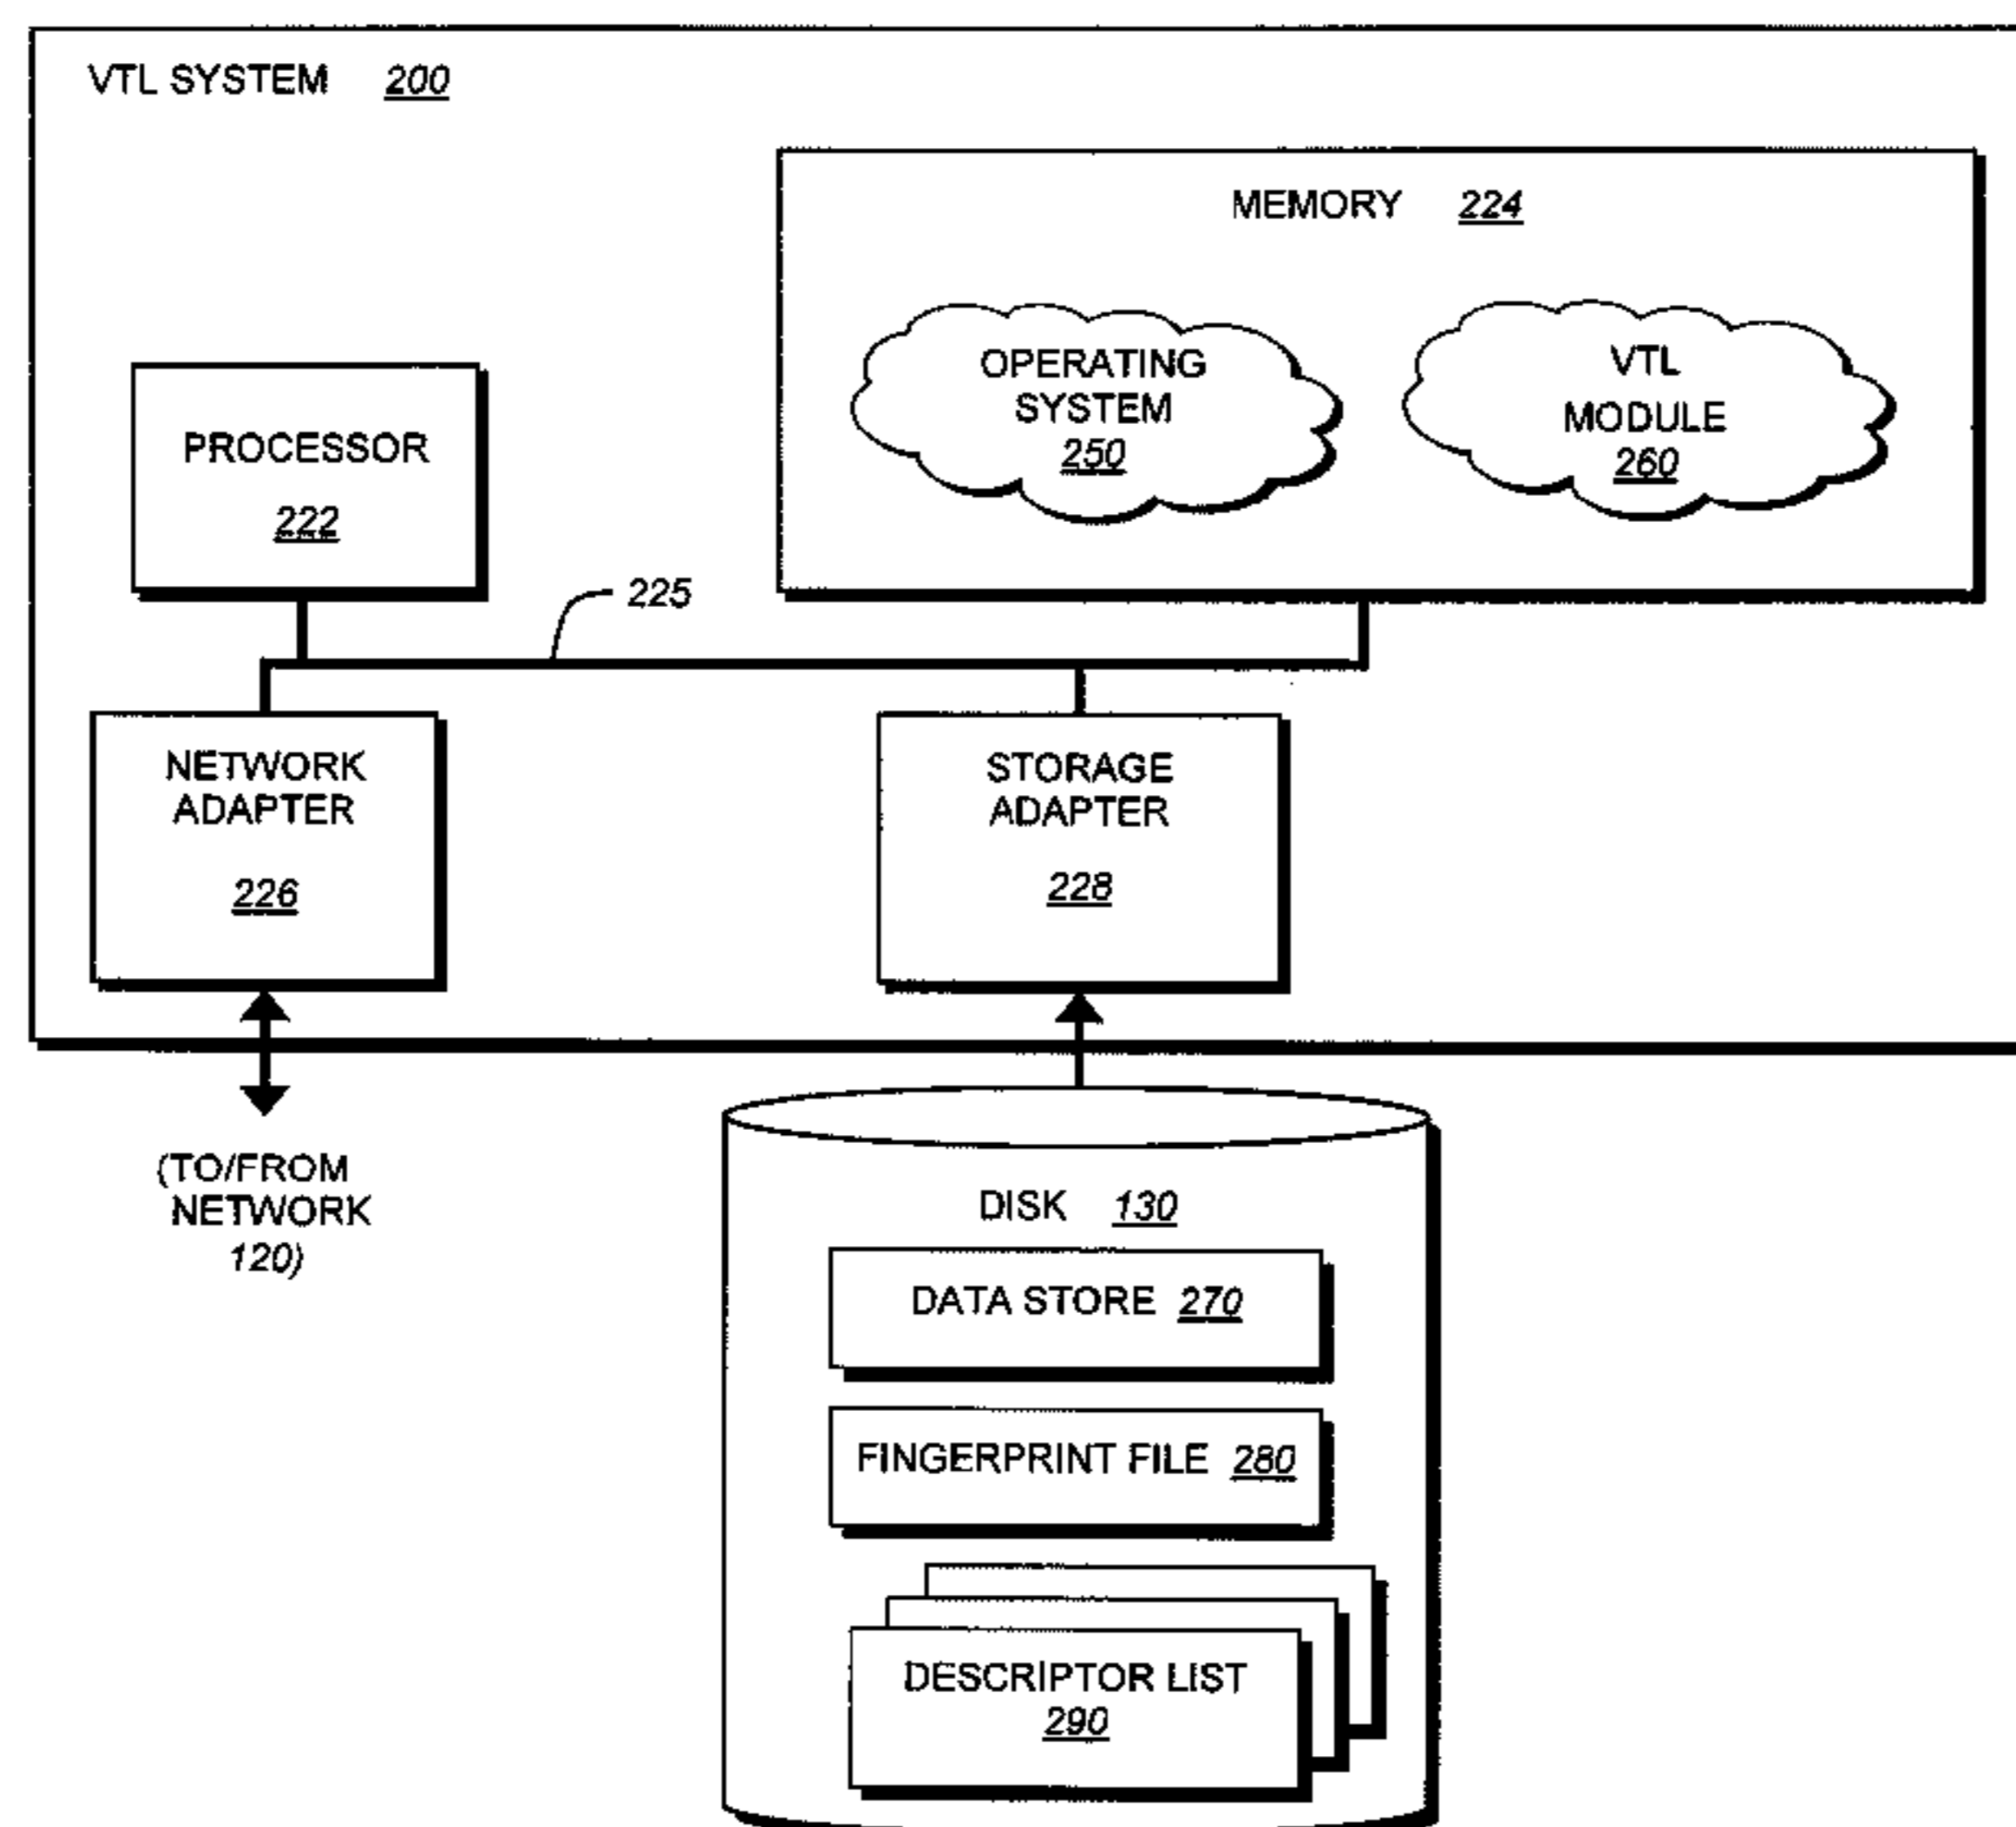 VTL SYSTEM 200
MEMORY 224
OPERATING
SYSTEM
250
VTL
MODULE
260
PROCESSOR
222
225
NETWORK
ADAPTER
226
STORAGE
ADAPTER
228
(TO/FROM
NETWORK
120)
DISK 130
DATA STORE 270
FINGERPRINT FILE 280
DESCRIPTOR LIST
290